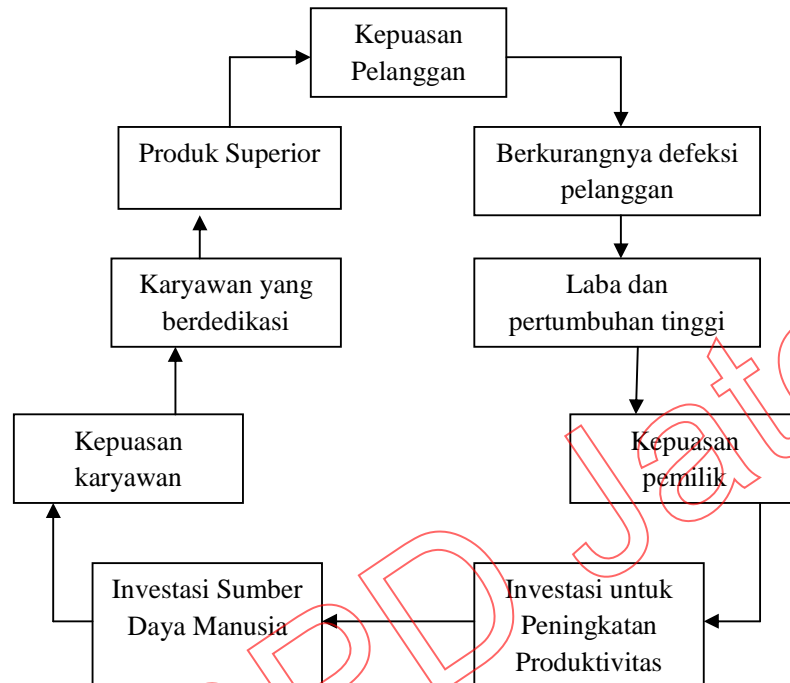 Kepuasan
Pelanggan
Produk Superior
Berkurangnya defeksi
pelanggan
Karyawan yang
berdedikasi
Laba dan
pertumbuhan tinggi
Kepuasan
karyawan
Kepuasan
pemilik
Investasi Sumber
Daya Manusia
Investasi untuk
Peningkatan
Produktivitas